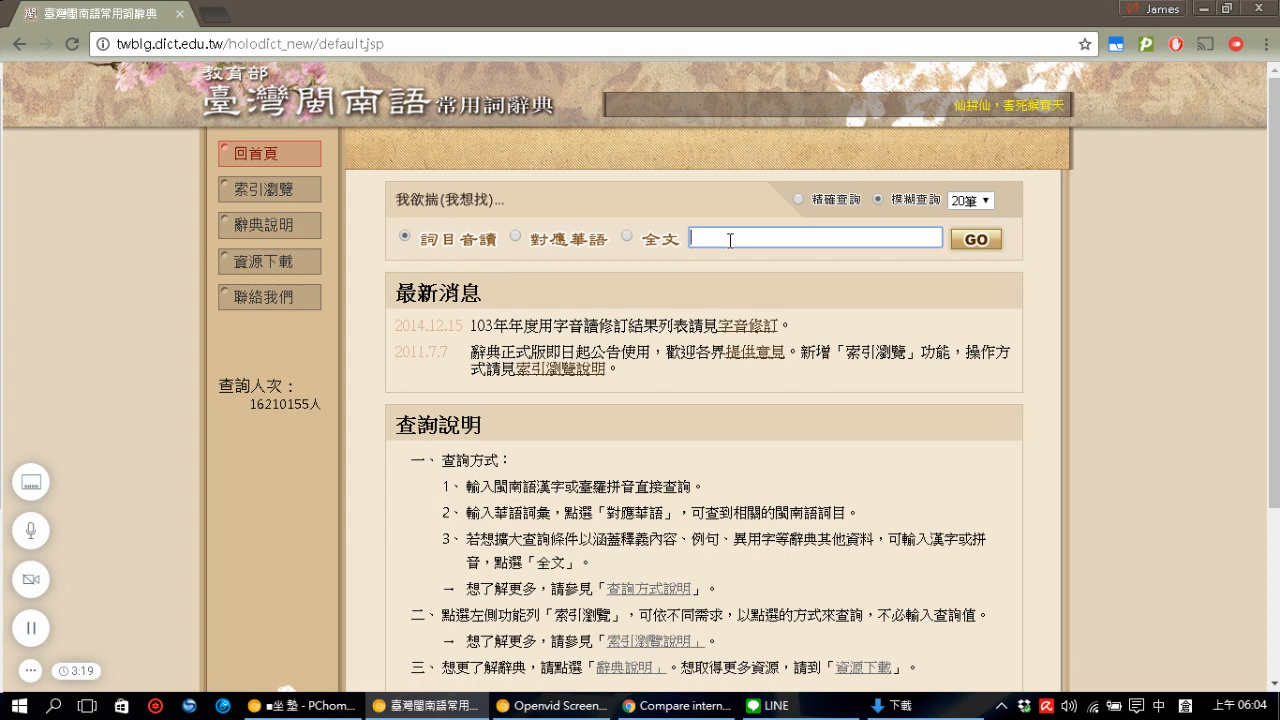 臺灣閩南語常用詞辭典
James
twblg.dict.edu.tw/holodict_new/default.jsp
教育部
臺灣閩南語常用詞辭典
仙拚仙，害死猴齊天
回首頁
索引瀏覽
辭典說明
資源下載
聯絡我們
查詢人次：
16210155人
我欲揣(我想找)...
精確查詢 模糊查詢 20筆
詞目音讀 對應華語 全文 GO
最新消息
2014.12.15 103年年度用字音讀修訂結果列表請見字音修訂。
2011.7.7 辭典正式版即日起公告使用，歡迎各界提供意見。新增「索引瀏覽」功能，操作方
式請見索引瀏覽說明。
查詢說明
一、查詢方式：
1、輸入閩南語漢字或臺羅拼音直接查詢。
2、輸入華語詞彙，點選「對應華語」，可查到相關的閩南語詞目。
3、若想擴大查詢條件以涵蓋釋義內容、例句、異用字等辭典其他資料，可輸入漢字或拼
音，點選「全文」。
→ 想了解更多，請參見「查詢方式說明」。
二、點選左側功能列「索引瀏覽」，可依不同需求，以點選的方式來查詢，不必輸入查詢值。
→ 想了解更多，請參見「索引瀏覽說明」。
三、想更了解辭典，請點選「辭典說明」。想取得更多資源，請到「資源下載」。
3:19
■坐 墊 - PChom...
臺灣閩南語常用...
Openvid Screen...
Compare intern...
LINE
下載
中
上午 06:04